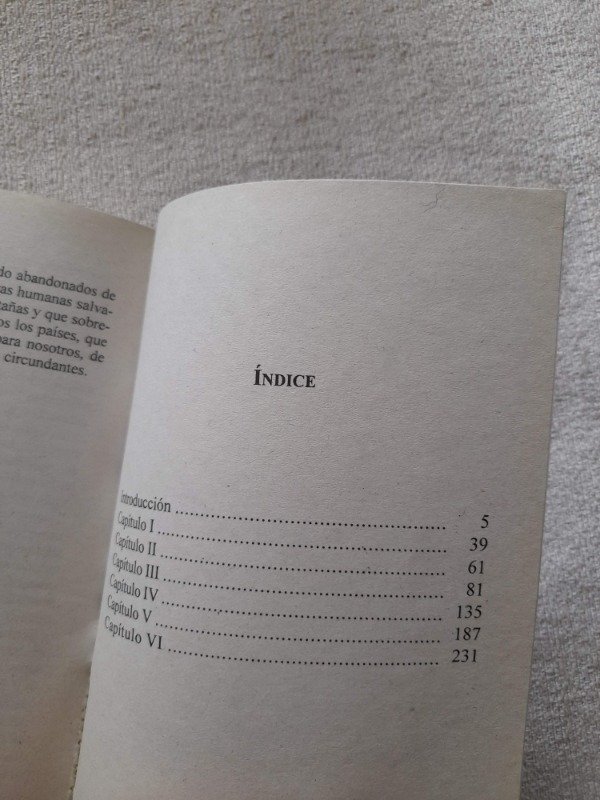 do abandonados de
as humanas salva-
tañas y que sobre-
os los países, que
para nosotros, de
circundantes.
ÍNDICE
Introducción ................................................ 5
Capítulo I ................................................ 39
Capítulo II ................................................ 61
Capítulo III ................................................ 81
Capítulo IV ................................................ 135
Capítulo V ................................................ 187
Capítulo VI ................................................ 231